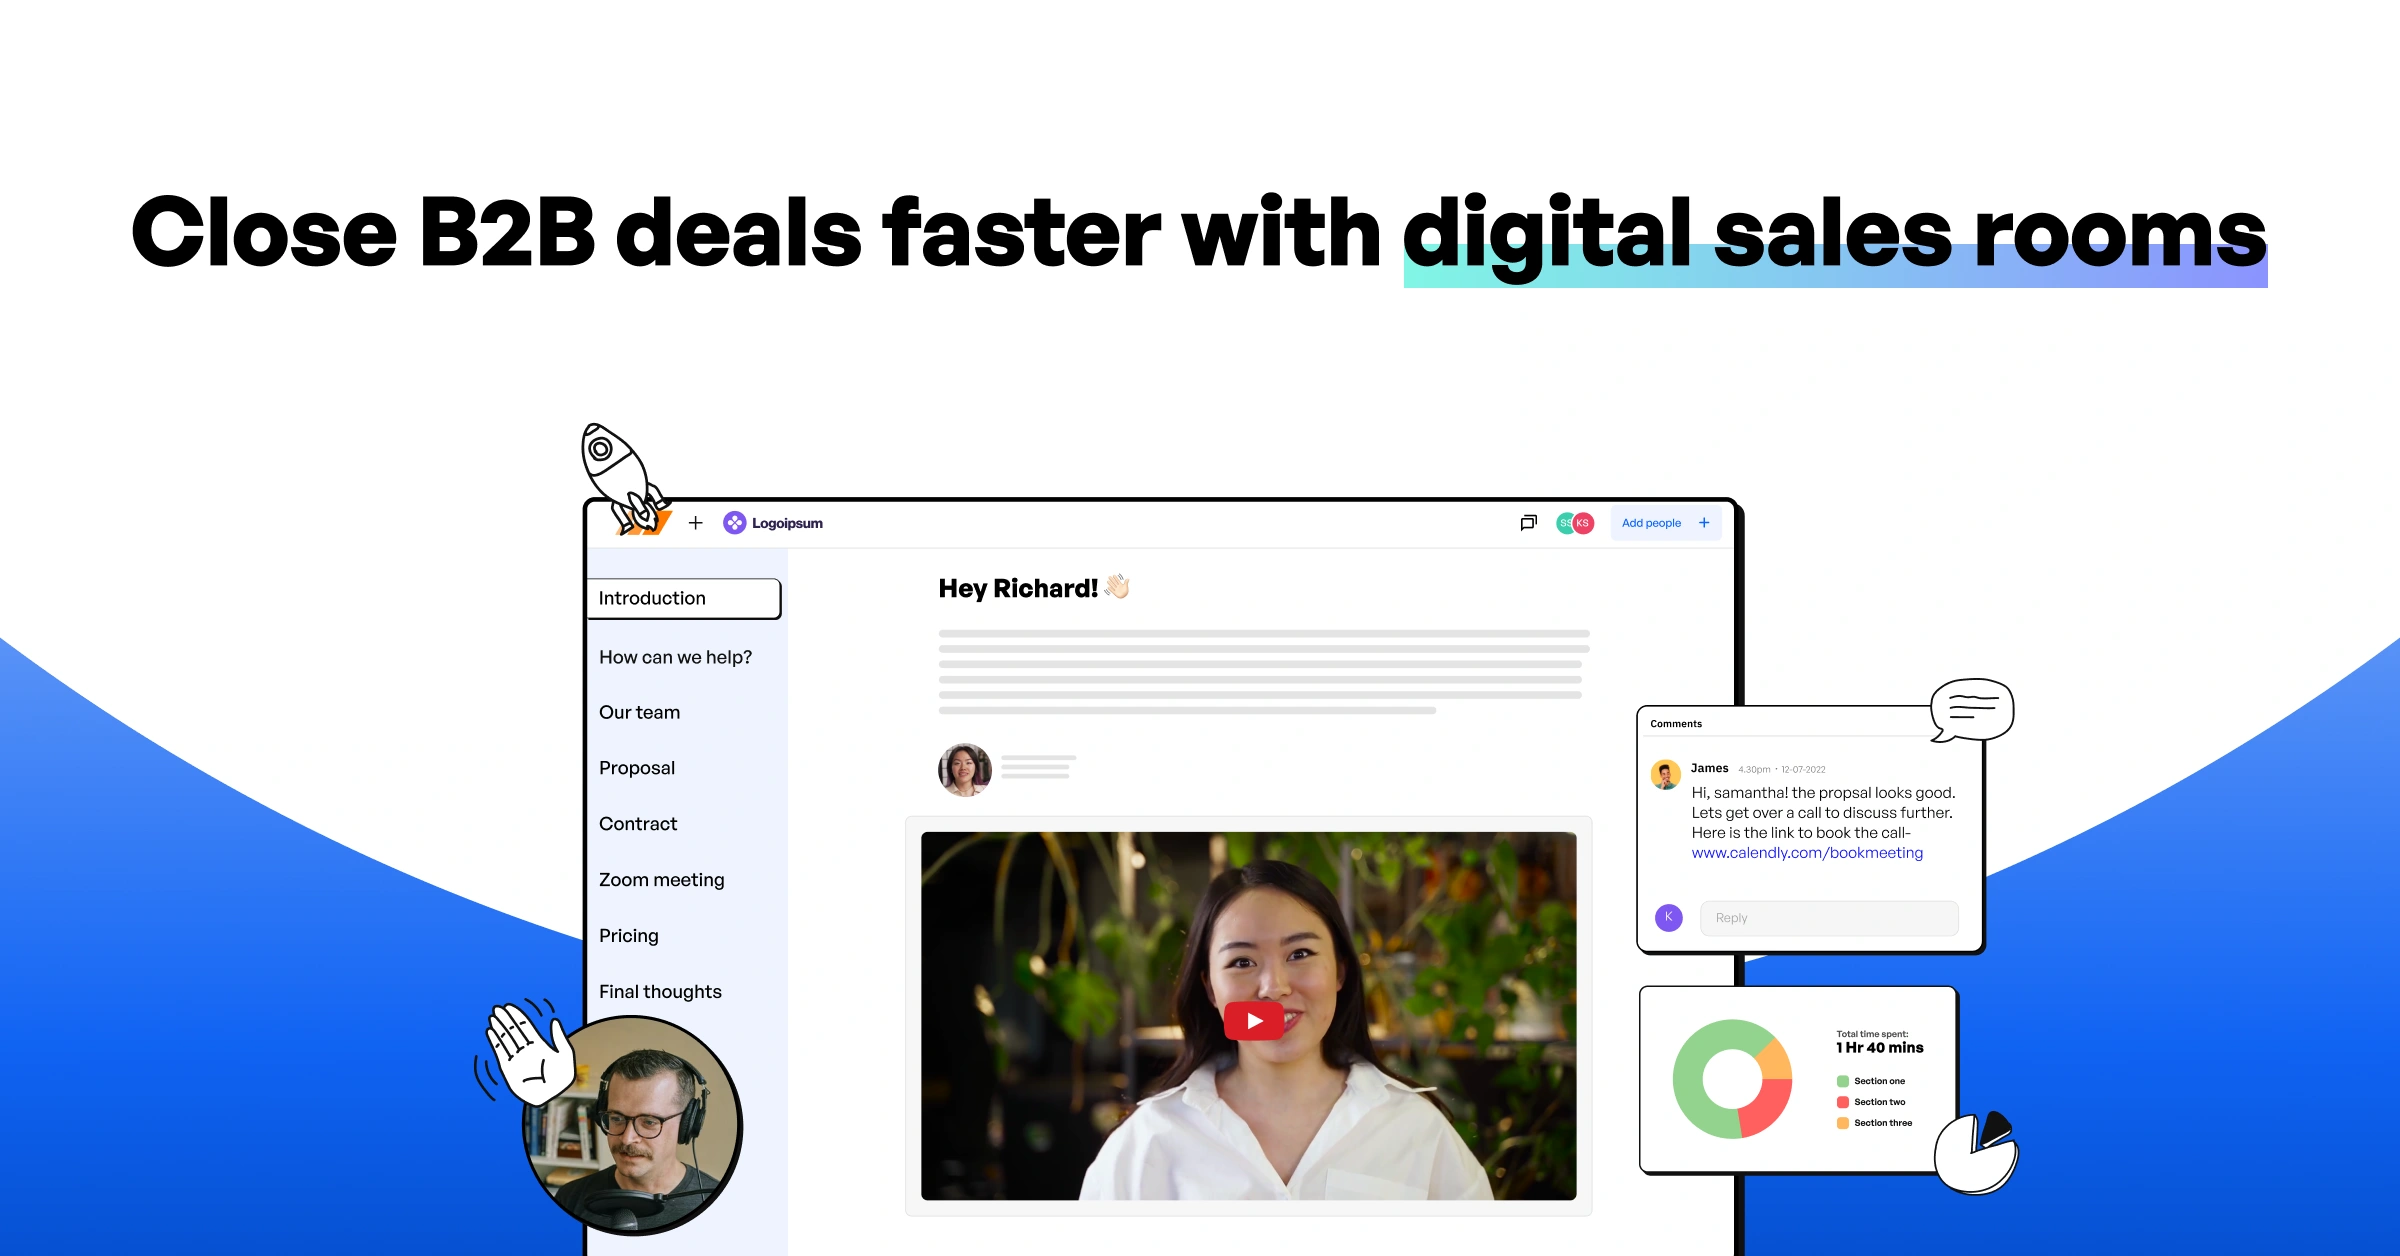 Close B2B deals faster with digital sales rooms
Logoipsum
SS
KS
Add people +
Introduction
How can we help?
Our team
Proposal
Contract
Zoom meeting
Pricing
Final thoughts
Hey Richard! 👋🏻
Comments
James 4.30pm • 12-07-2022
Hi, samantha! the propsal looks good.
Lets get over a call to discuss further.
Here is the link to book the call-
www.calendly.com/bookmeeting
K
Reply
Total time spent:
1 Hr 40 mins
Section one
Section two
Section three